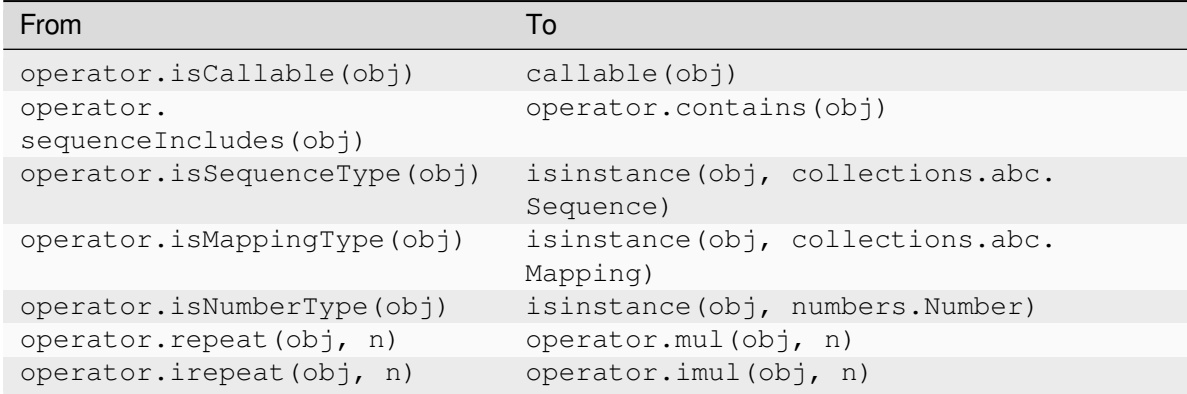 From To
operator.isCallable(obj) callable(obj)
operator. operator.contains(obj)
sequenceIncludes(obj)
operator.isSequenceType(obj) isinstance(obj, collections.abc.
Sequence)
operator.isMappingType(obj) isinstance(obj, collections.abc.
Mapping)
operator.isNumberType(obj) isinstance(obj, numbers.Number)
operator.repeat(obj, n) operator.mul(obj, n)
operator.irepeat(obj, n) operator.imul(obj, n)